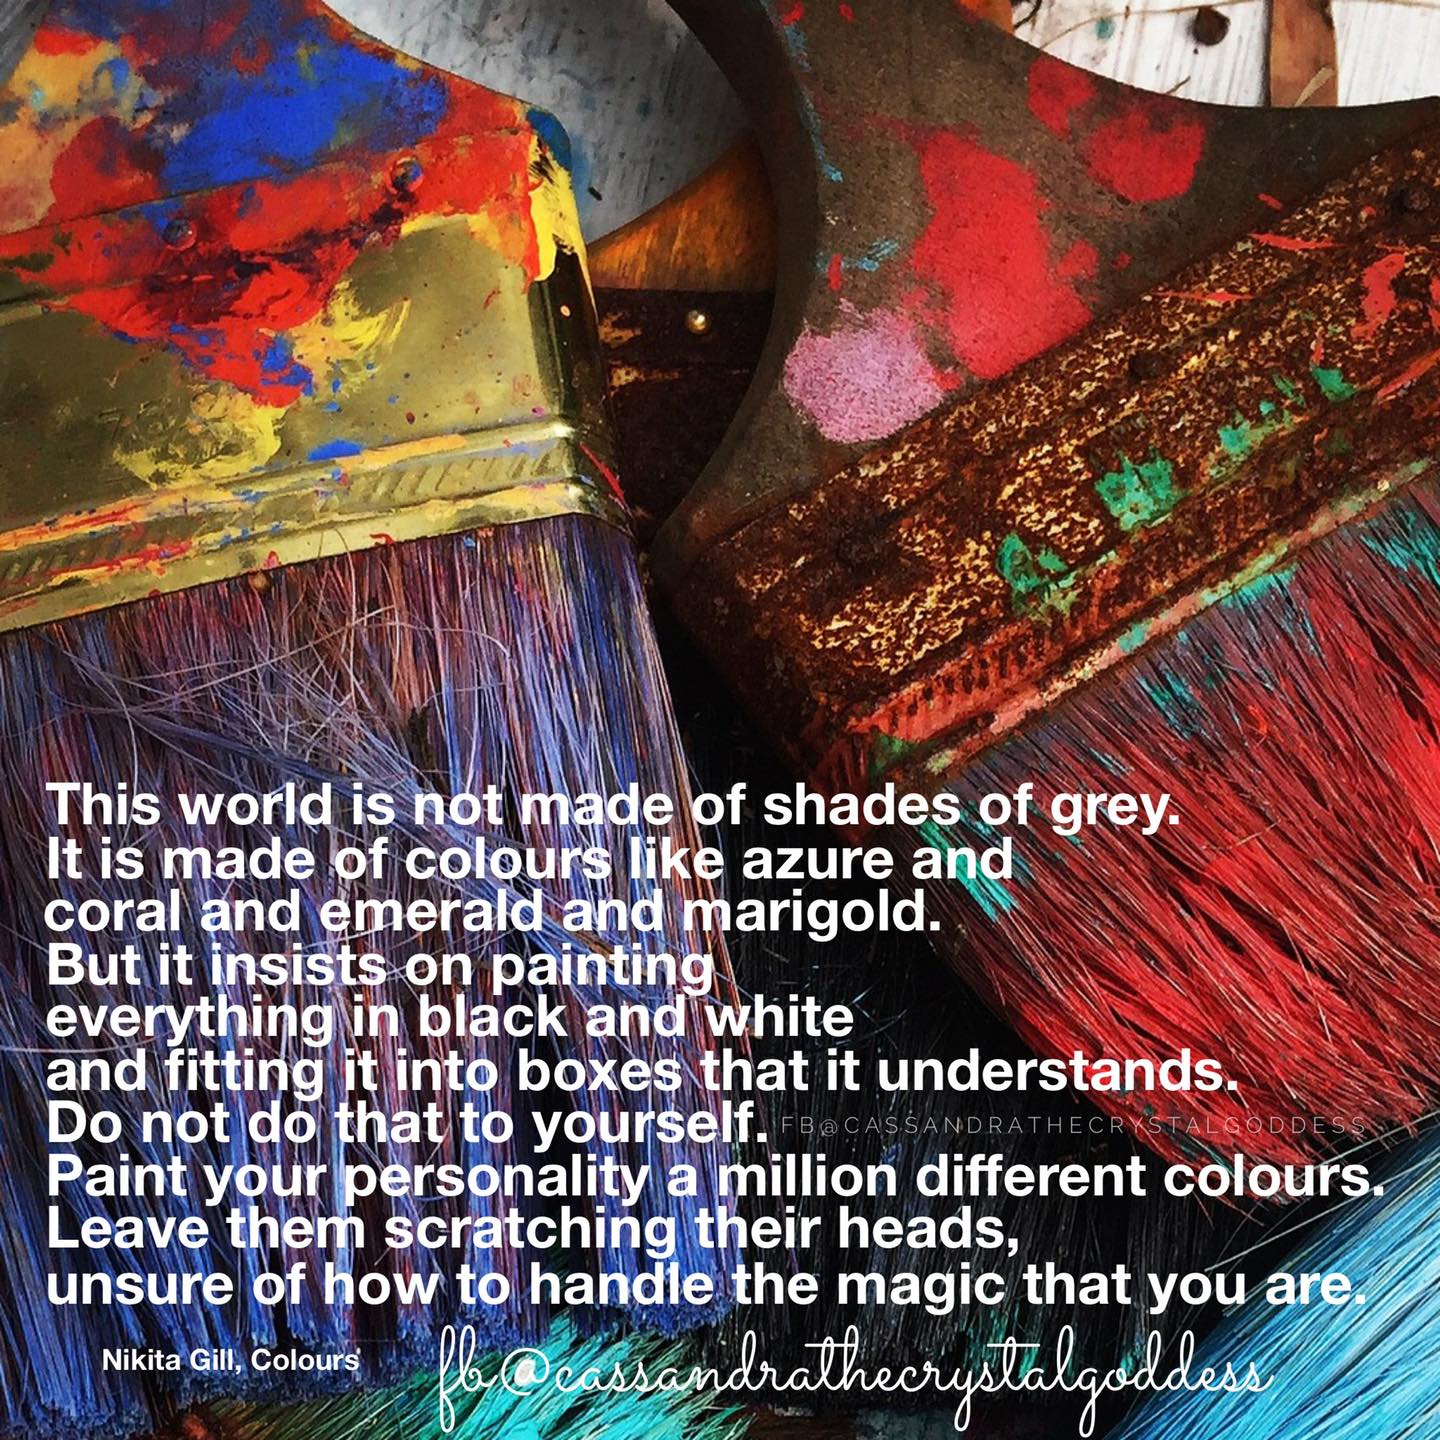 This world is not made of shades of grey.
It is made of colours like azure and
coral and emerald and marigold.
But it insists on painting
everything in black and white
and fitting it into boxes that it understands.
Do not do that to yourself. FB@CASSANDRATHECRYSTALGODDESS
Paint your personality a million different colours.
Leave them scratching their heads,
unsure of how to handle the magic that you are.
Nikita Gill, Colours
fb@cassandrathecrystalgoddess